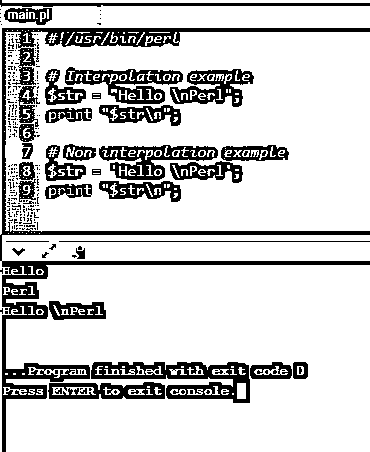 main.pl
1 #!/usr/bin/perl
2
3 # Interpolation example
4 $str = "Hello \nPerl";
5 print "$str\n";
6
7 # Non interpolation example
8 $str = 'Hello \nPerl';
9 print "$str\n";
Hello
Perl
Hello \nPerl
...Program finished with exit code 0
Press ENTER to exit console.